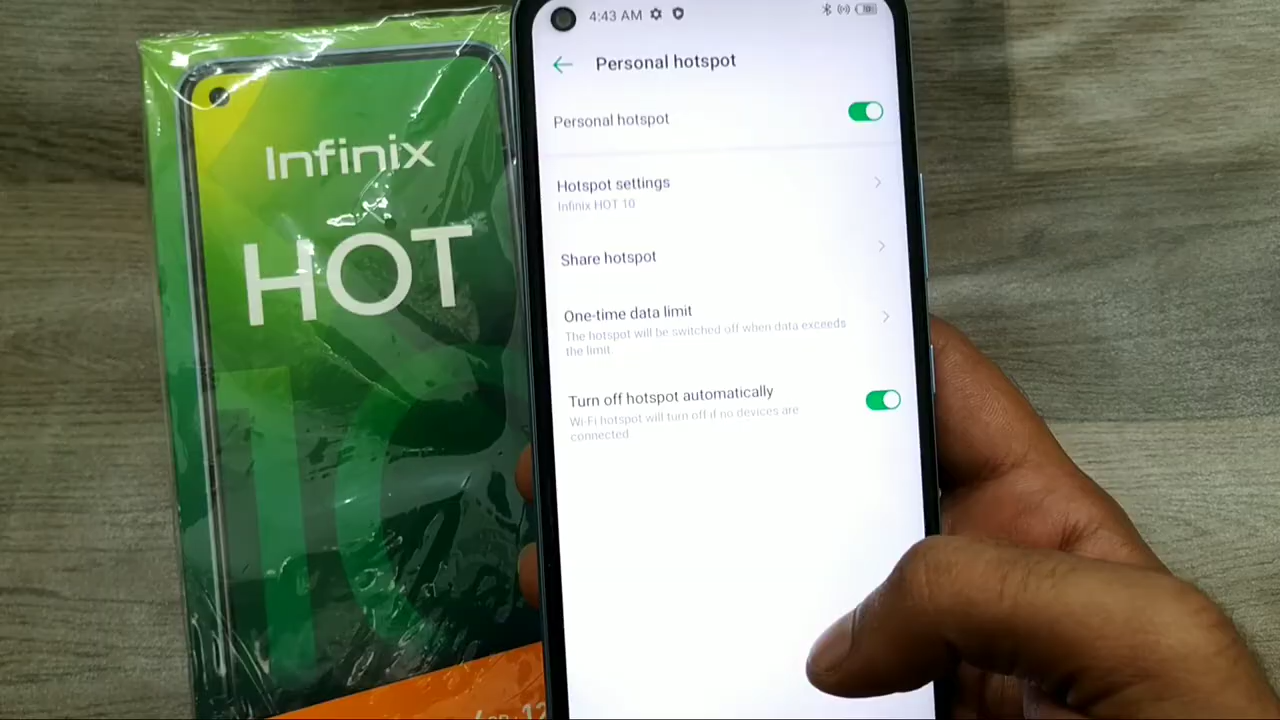 Infinix
HOT
10
4:43 AM
Personal hotspot
Personal hotspot
Hotspot settings
Infinix HOT 10
Share hotspot
One-time data limit
The hotspot will be switched off when data exceeds
the limit.
Turn off hotspot automatically
Wi-Fi hotspot will turn off if no devices are
connected